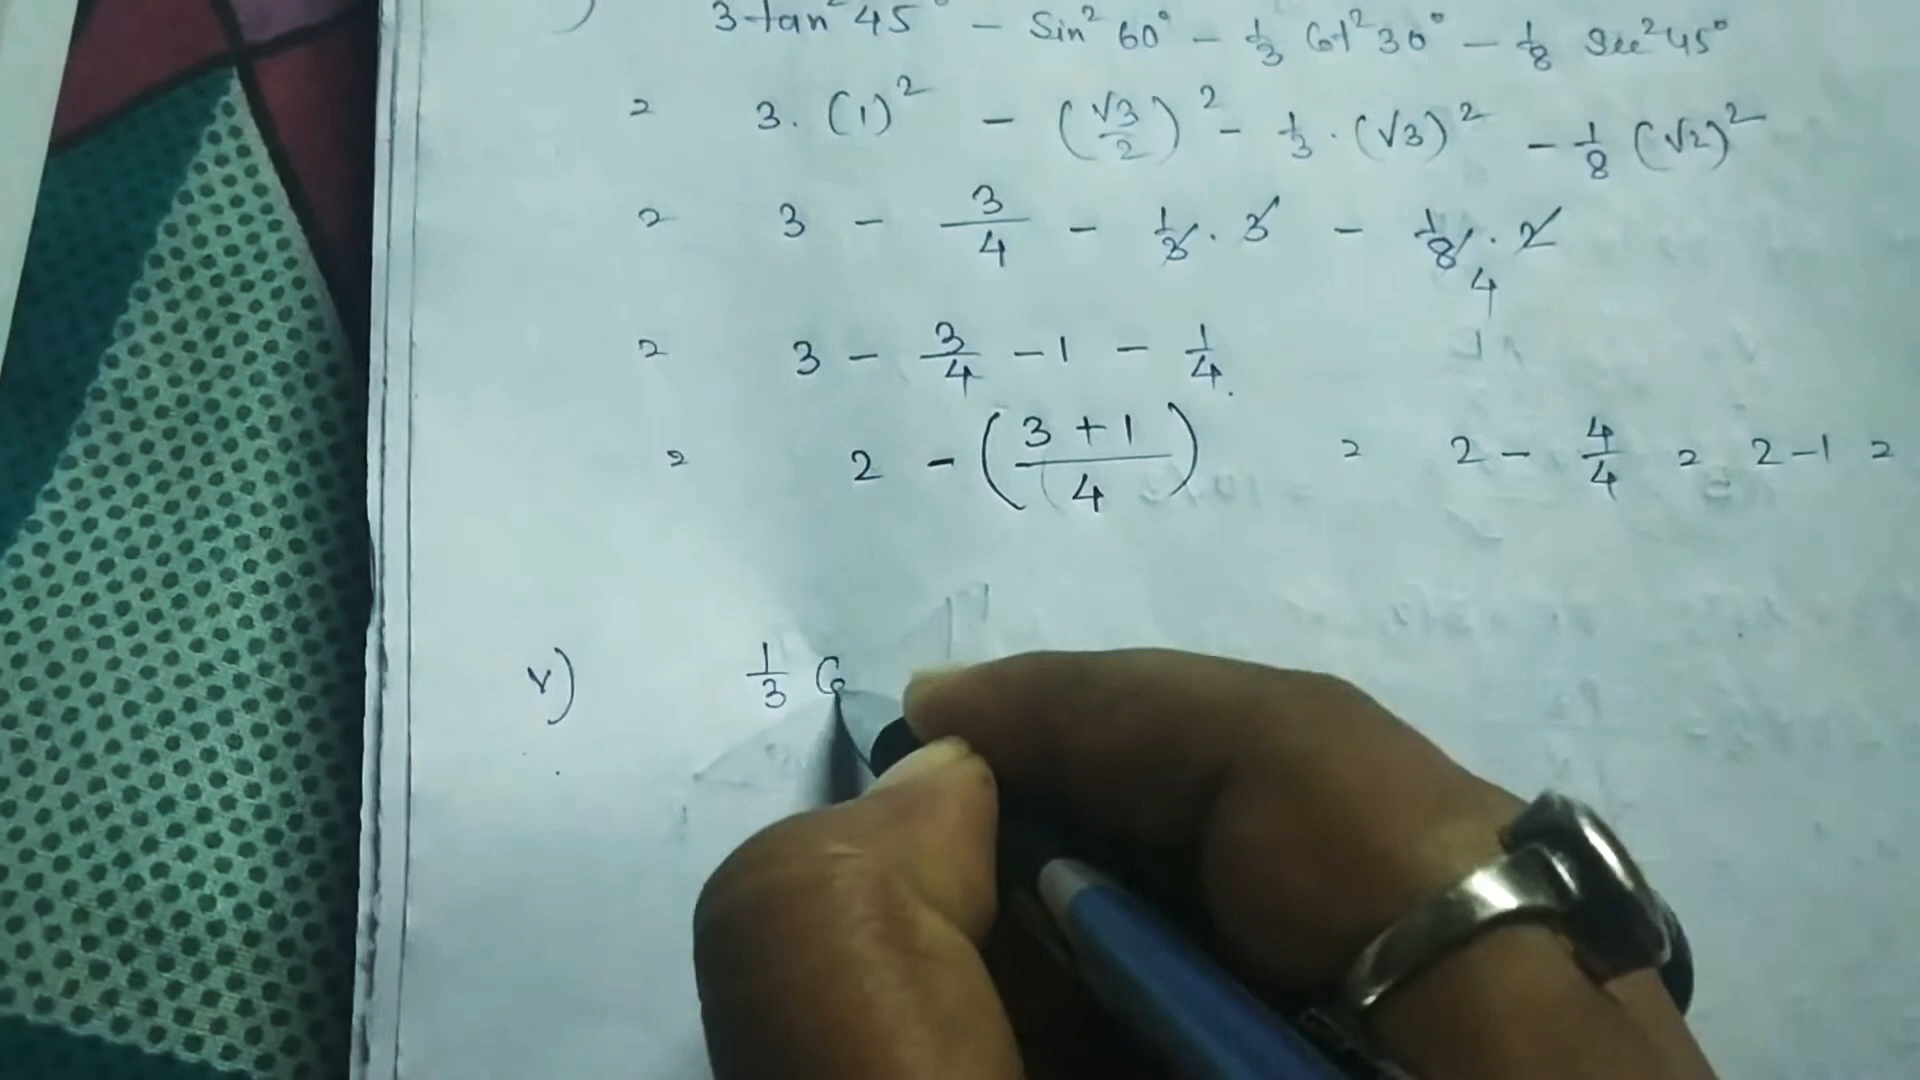 ) 3 tan² 45° - Sin² 60° - 1/3 Cot² 30° - 1/8 Sec² 45°
= 3. (1)² - (√3/2)² - 1/3 · (√3)² - 1/8 (√2)²
= 3 - 3/4 - 1/3 · 3 - 1/8 · 2
4
= 3 - 3/4 - 1 - 1/4
= 2 - (3 + 1 / 4) = 2 - 4/4 = 2 - 1 =
v) 1/3 Co